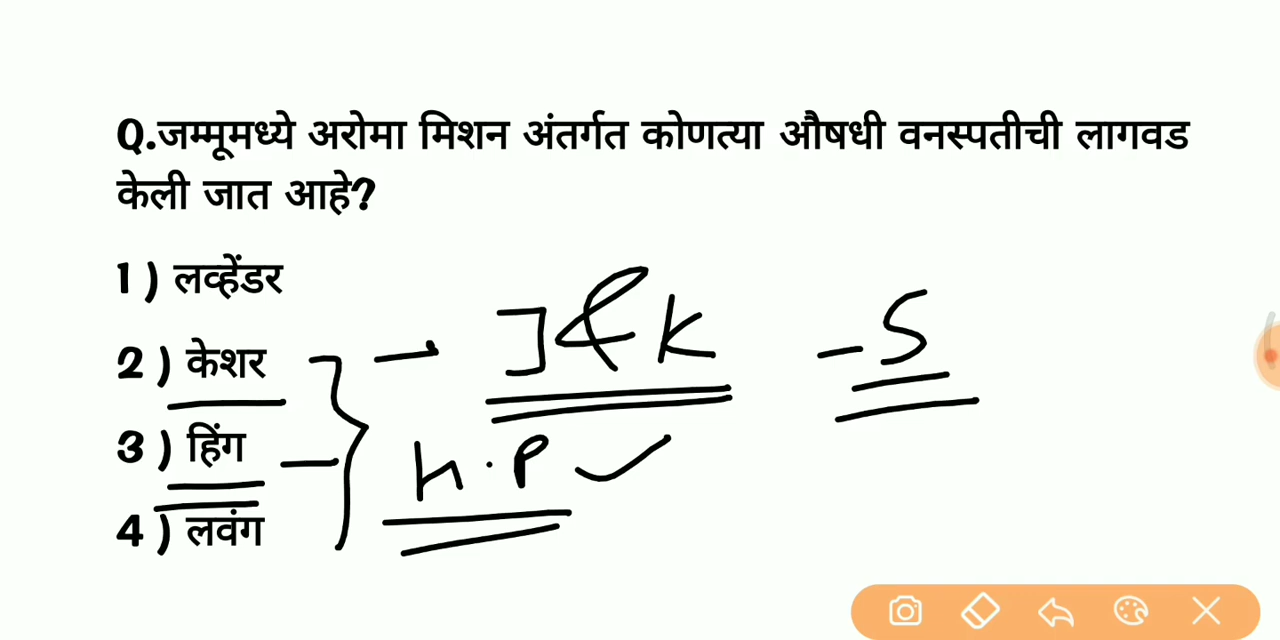 Q.जम्मूमध्ये अरोमा मिशन अंतर्गत कोणत्या औषधी वनस्पतीची लागवड
केली जात आहे?
1 ) लव्हेंडर
2 ) केशर
J & K - S
3 ) हिंग
H.P
4 ) लवंग